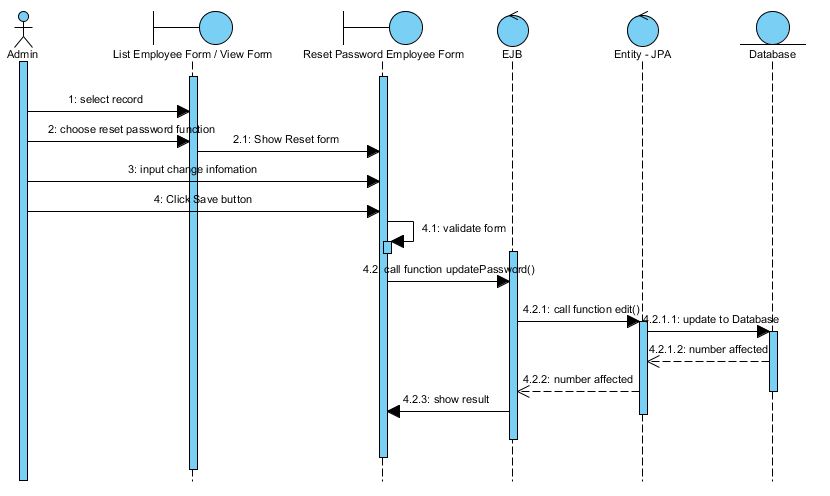 Admin
List Employee Form / View Form
Reset Password Employee Form
EJB
Entity - JPA
Database
1: select record
2: choose reset password function
2.1: Show Reset form
3: input change infomation
4: Click Save button
4.1: validate form
4.2: call function updatePassword()
4.2.1: call function edit()
4.2.1.1: update to Database
4.2.1.2: number affected
4.2.2: number affected
4.2.3: show result